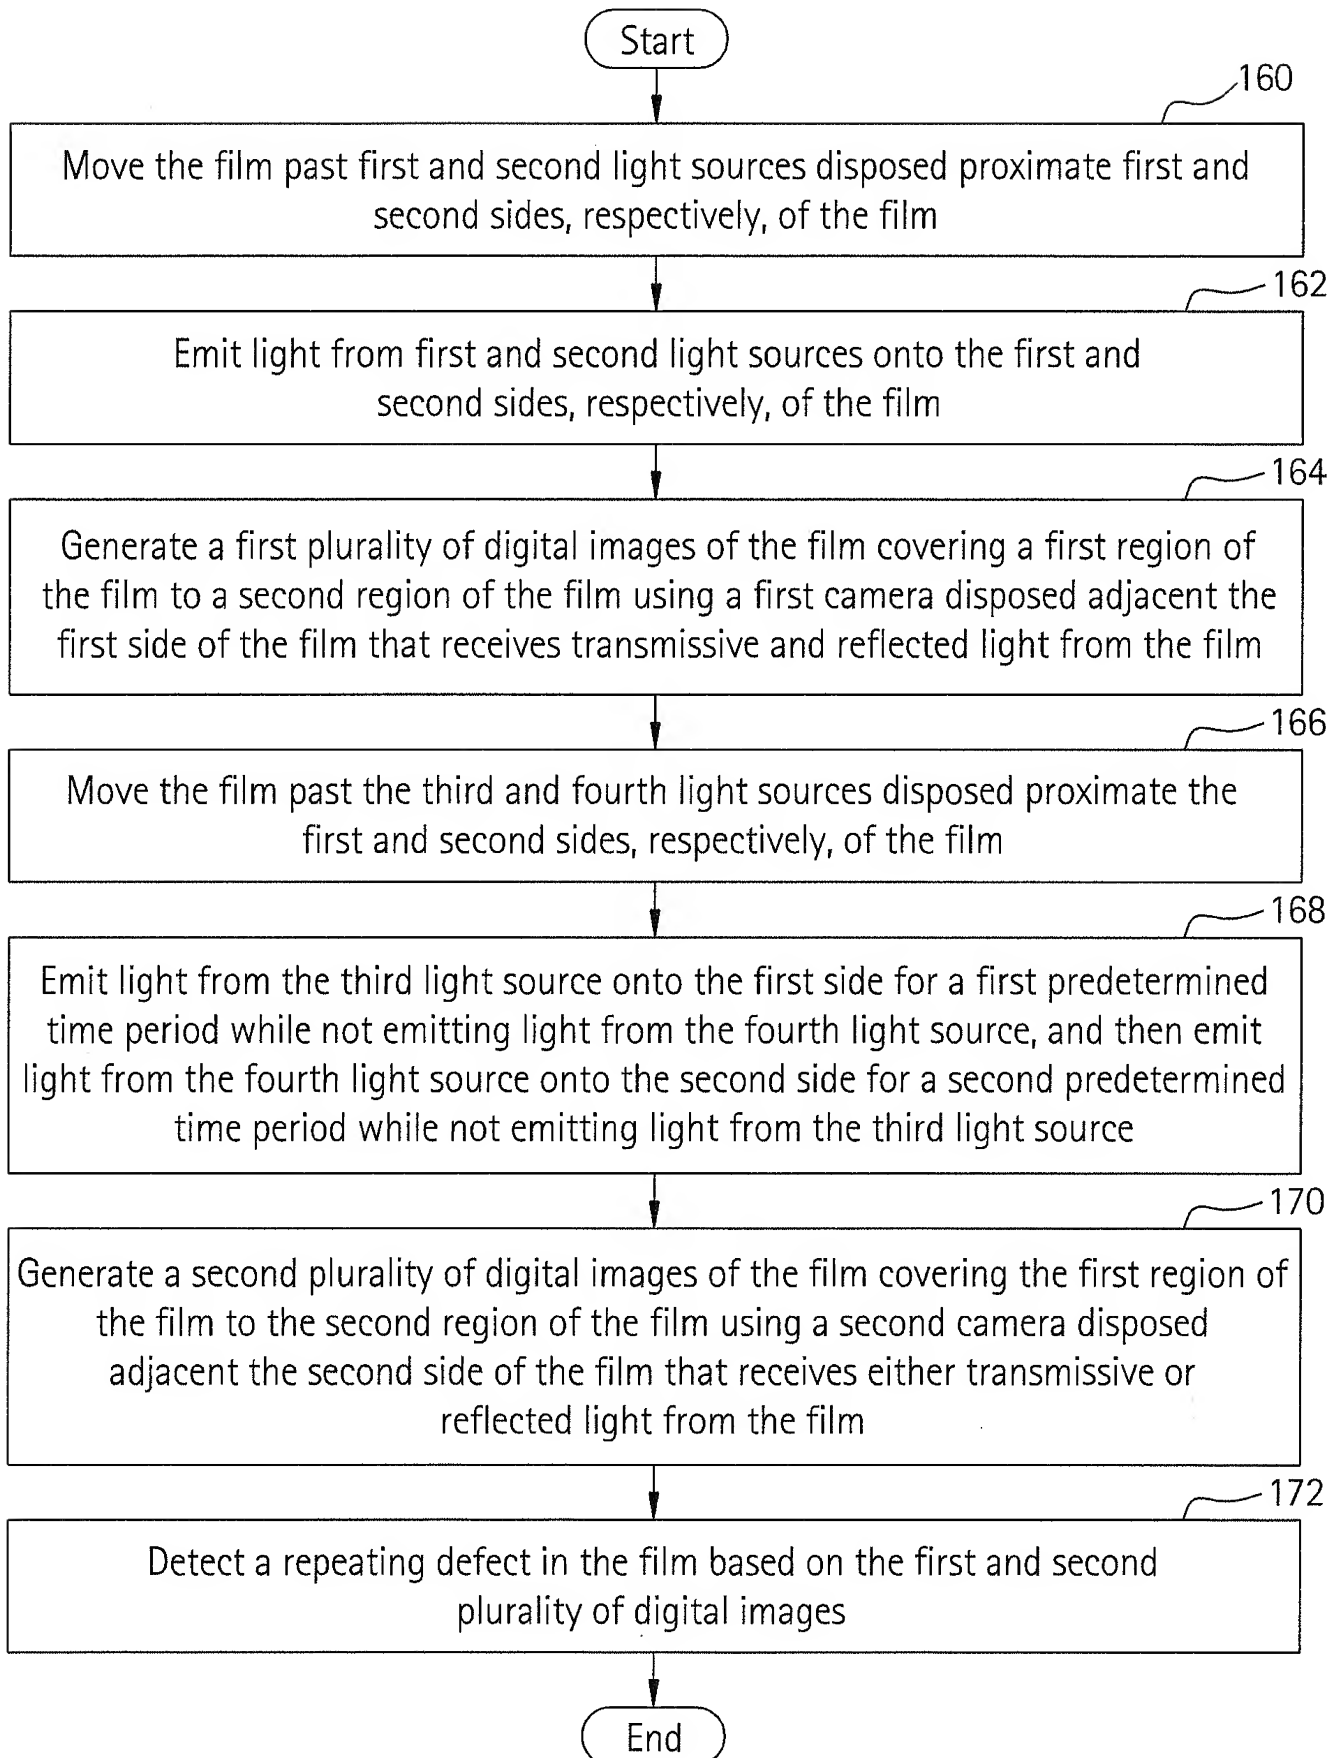 Start
160
Move the film past first and second light sources disposed proximate first and
second sides, respectively, of the film
162
Emit light from first and second light sources onto the first and
second sides, respectively, of the film
164
Generate a first plurality of digital images of the film covering a first region of
the film to a second region of the film using a first camera disposed adjacent the
first side of the film that receives transmissive and reflected light from the film
166
Move the film past the third and fourth light sources disposed proximate the
first and second sides, respectively, of the film
168
Emit light from the third light source onto the first side for a first predetermined
time period while not emitting light from the fourth light source, and then emit
light from the fourth light source onto the second side for a second predetermined
time period while not emitting light from the third light source
170
Generate a second plurality of digital images of the film covering the first region of
the film to the second region of the film using a second camera disposed
adjacent the second side of the film that receives either transmissive or
reflected light from the film
172
Detect a repeating defect in the film based on the first and second
plurality of digital images
End